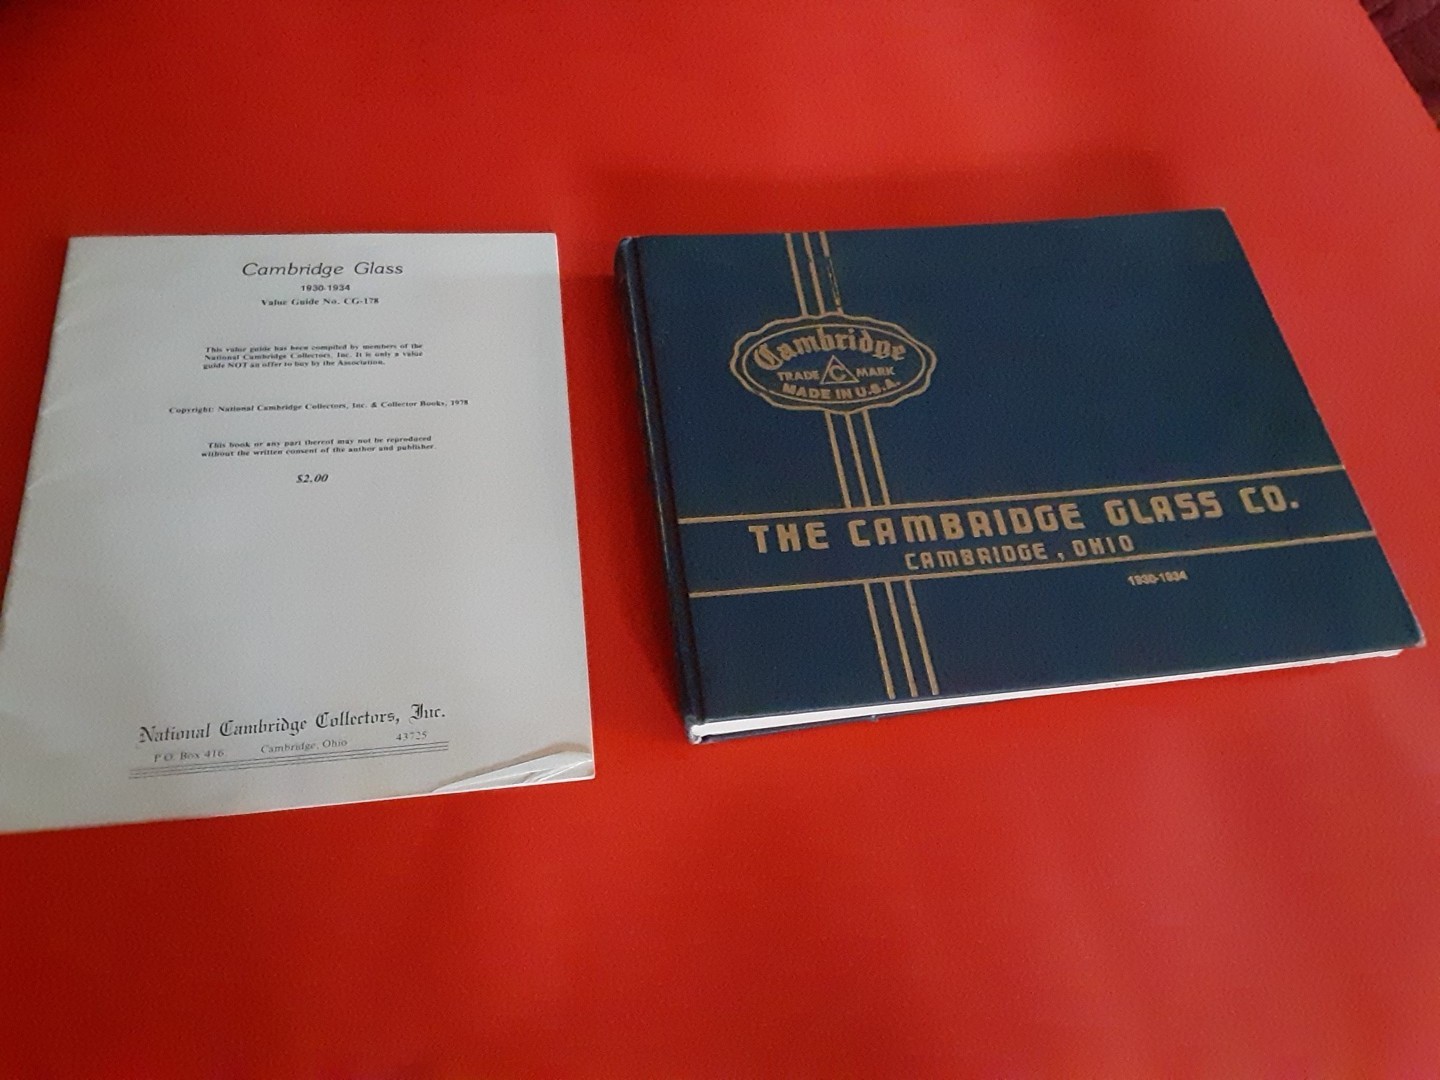 Cambridge Glass
1930-1934
Value Guide No. CG-178
This value guide has been compiled by members of the
National Cambridge Collectors, Inc. It is only a value
guide NOT an offer to buy by the Association.
Copyright: National Cambridge Collectors, Inc. & Collector Books, 1978
This book or any part thereof may not be reproduced
without the written consent of the author and publisher.
$2.00
National Cambridge Collectors, Inc.
P.O. Box 416 Cambridge, Ohio 43725
Cambridge
TRADE C MARK
MADE IN U.S.A.
THE CAMBRIDGE GLASS CO.
CAMBRIDGE, OHIO
1930-1934